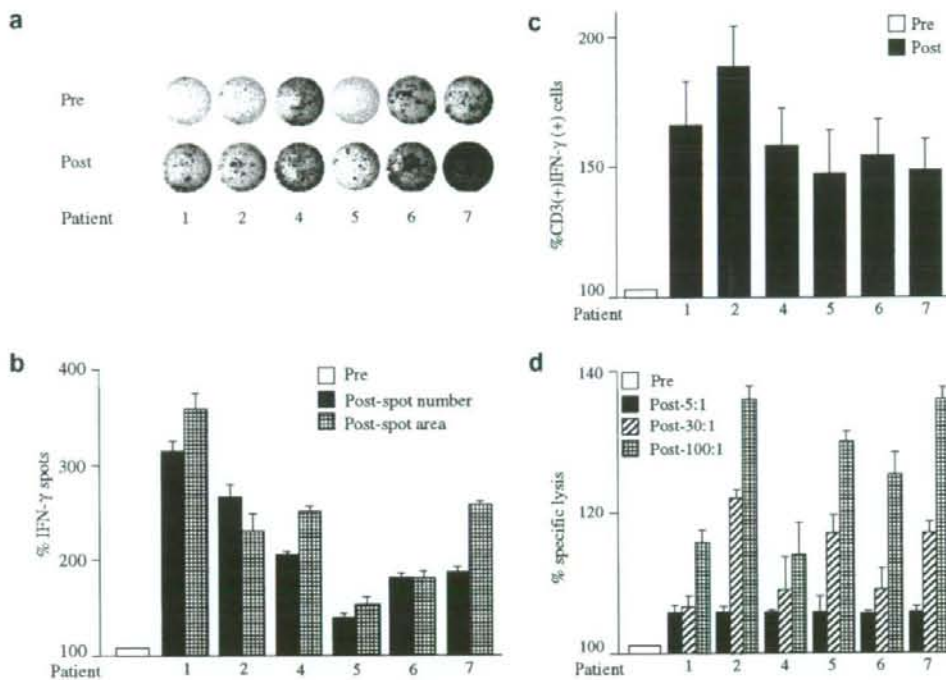 a
Pre
Post
Patient 1 2 4 5 6 7
b
% IFN-γ spots
400
300
200
100
Pre
Post-spot number
Post-spot area
Patient 1 2 4 5 6 7
c
%CD3(+)IFN-γ (+) cells
200
150
100
Pre
Post
Patient 1 2 4 5 6 7
d
% specific lysis
140
120
100
Pre
Post-5:1
Post-30:1
Post-100:1
Patient 1 2 4 5 6 7